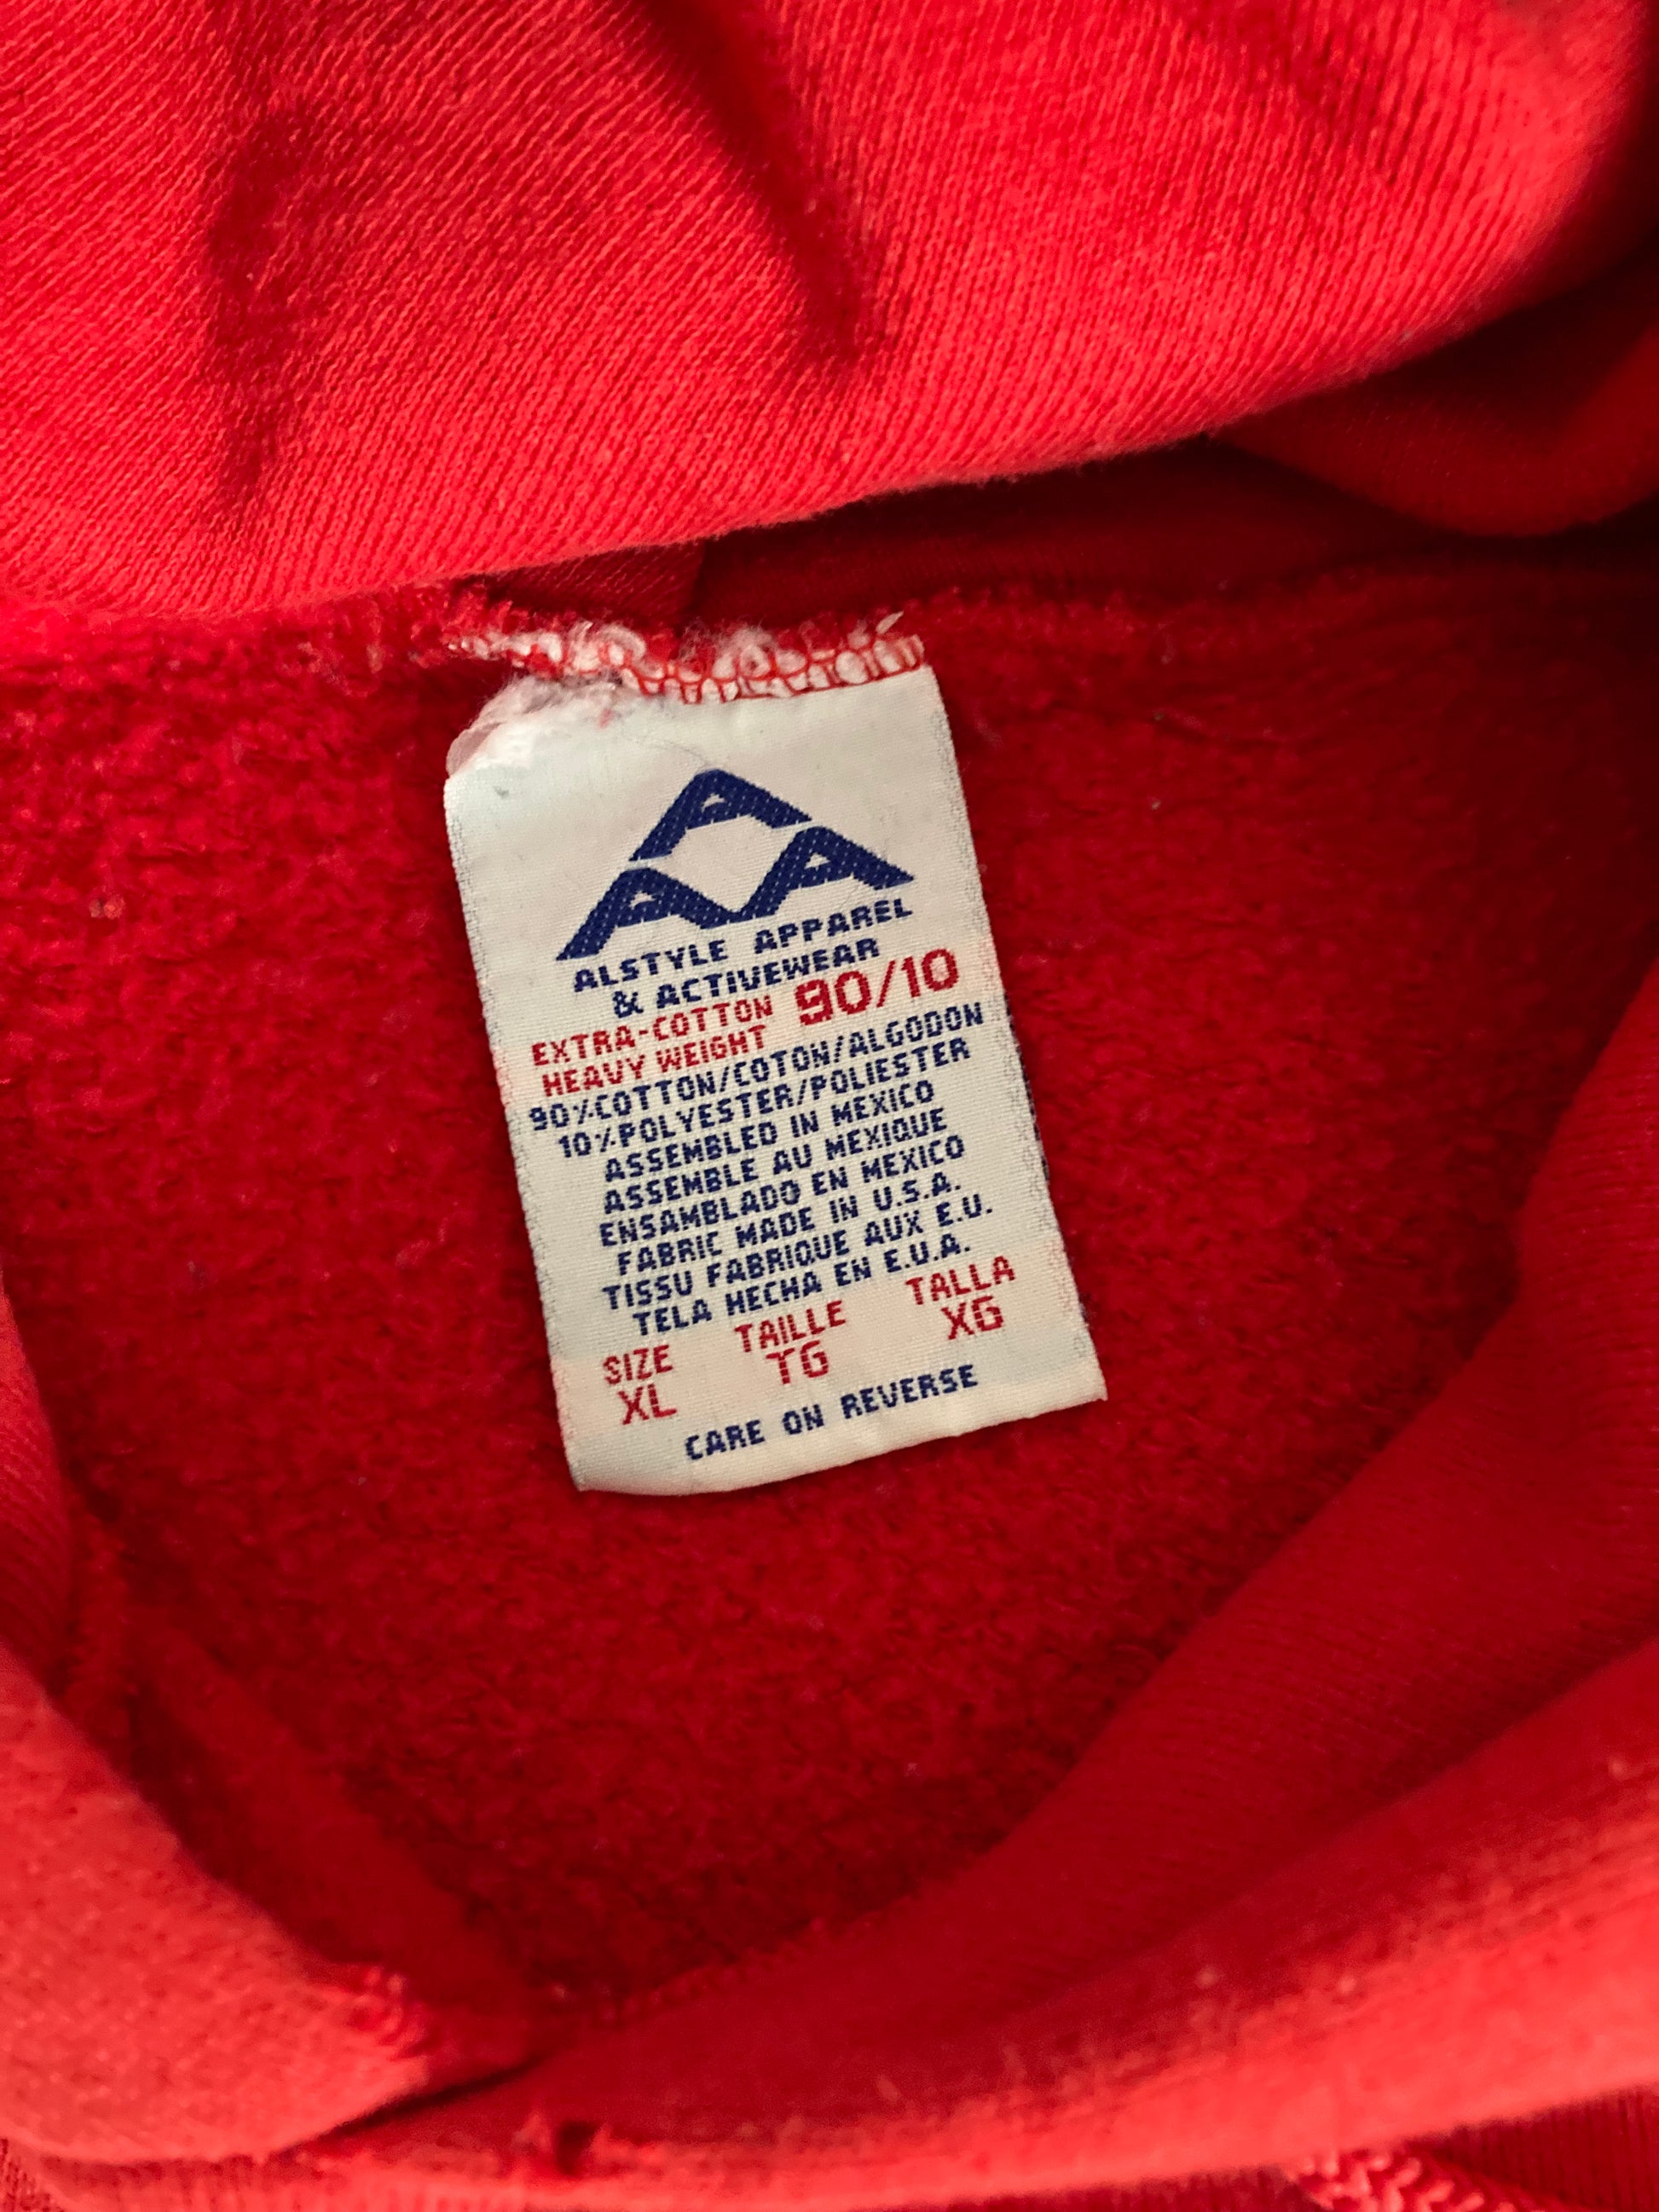 AAA
ALSTYLE APPAREL
& ACTIVEWEAR
EXTRA-COTTON 90/10
HEAVY WEIGHT
90%COTTON/COTON/ALGODON
10%POLYESTER/POLIESTER
ASSEMBLED IN MEXICO
ASSEMBLE AU MEXIQUE
ENSAMBLADO EN MEXICO
FABRIC MADE IN U.S.A.
TISSU FABRIQUE AUX E.U.
TELA HECHA EN E.U.A.
SIZE TAILLE TALLA
XL TG XG
CARE ON REVERSE